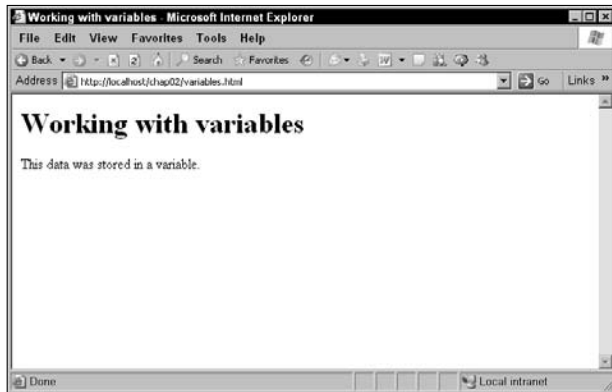 Working with variables - Microsoft Internet Explorer
File Edit View Favorites Tools Help
Back Search Favorites
Address http://localhost/chap02/variables.html Go Links »
Working with variables
This data was stored in a variable.
Done Local intranet